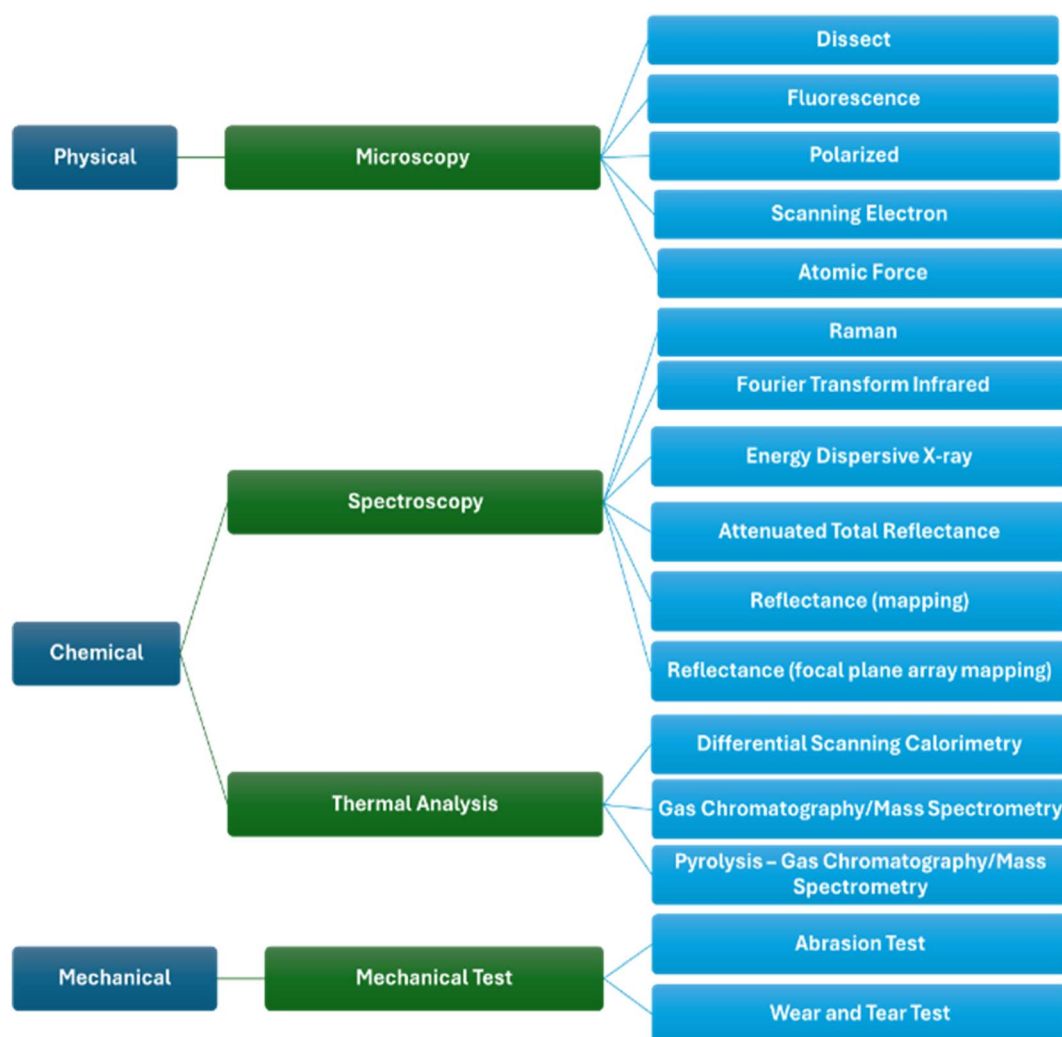 Physical
Microscopy
Dissect
Fluorescence
Polarized
Scanning Electron
Atomic Force
Chemical
Spectroscopy
Raman
Fourier Transform Infrared
Energy Dispersive X-ray
Attenuated Total Reflectance
Reflectance (mapping)
Reflectance (focal plane array mapping)
Thermal Analysis
Differential Scanning Calorimetry
Gas Chromatography/Mass Spectrometry
Pyrolysis – Gas Chromatography/Mass
Spectrometry
Mechanical
Mechanical Test
Abrasion Test
Wear and Tear Test